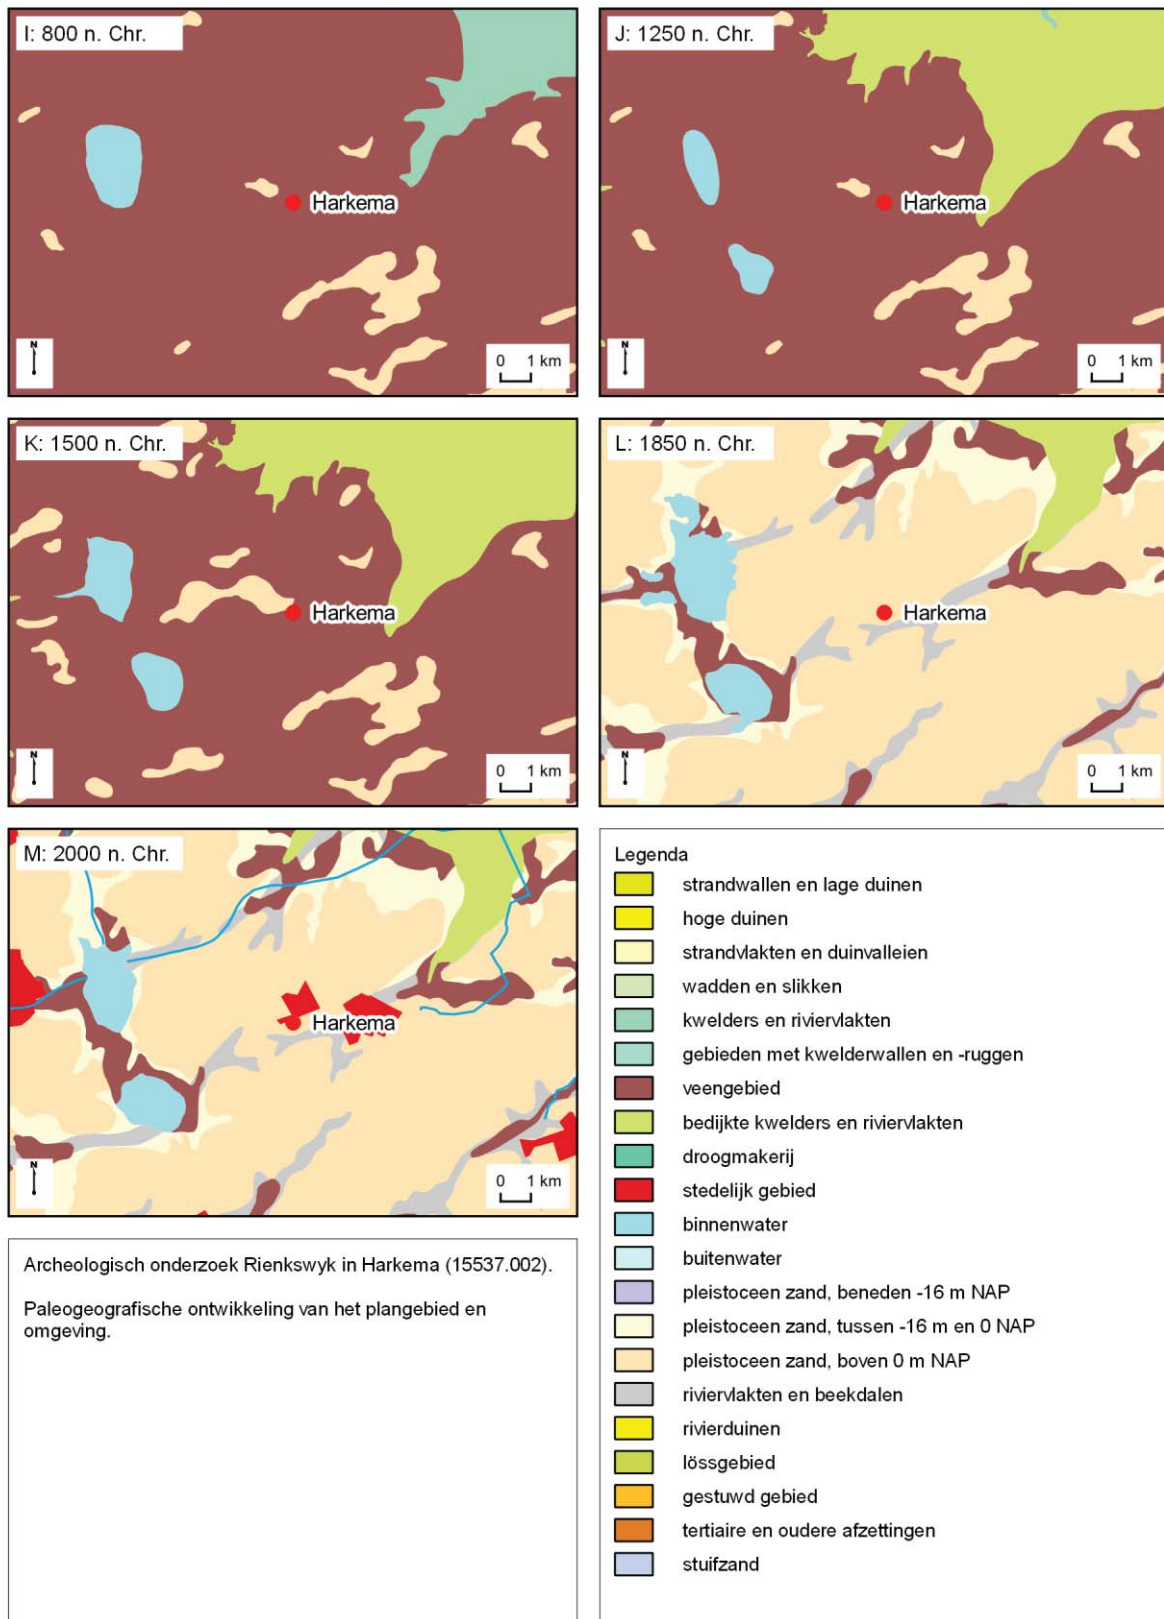 I: 800 n. Chr.
Harkema
N
0 1 km
J: 1250 n. Chr.
Harkema
N
0 1 km
K: 1500 n. Chr.
Harkema
N
0 1 km
L: 1850 n. Chr.
Harkema
N
0 1 km
M: 2000 n. Chr.
Harkema
N
0 1 km
Legenda
strandwallen en lage duinen
hoge duinen
strandvlakten en duinvalleien
wadden en slikken
kwelders en riviervlakten
gebieden met kwelderwallen en -ruggen
veengebied
bedijkte kwelders en riviervlakten
droogmakerij
stedelijk gebied
binnenwater
buitenwater
pleistoceen zand, beneden -16 m NAP
pleistoceen zand, tussen -16 m en 0 NAP
pleistoceen zand, boven 0 m NAP
riviervlakten en beekdalen
rivierduinen
lössgebied
gestuwd gebied
tertiaire en oudere afzettingen
stuifzand
Archeologisch onderzoek Rienkswyk in Harkema (15537.002).
Paleogeografische ontwikkeling van het plangebied en
omgeving.